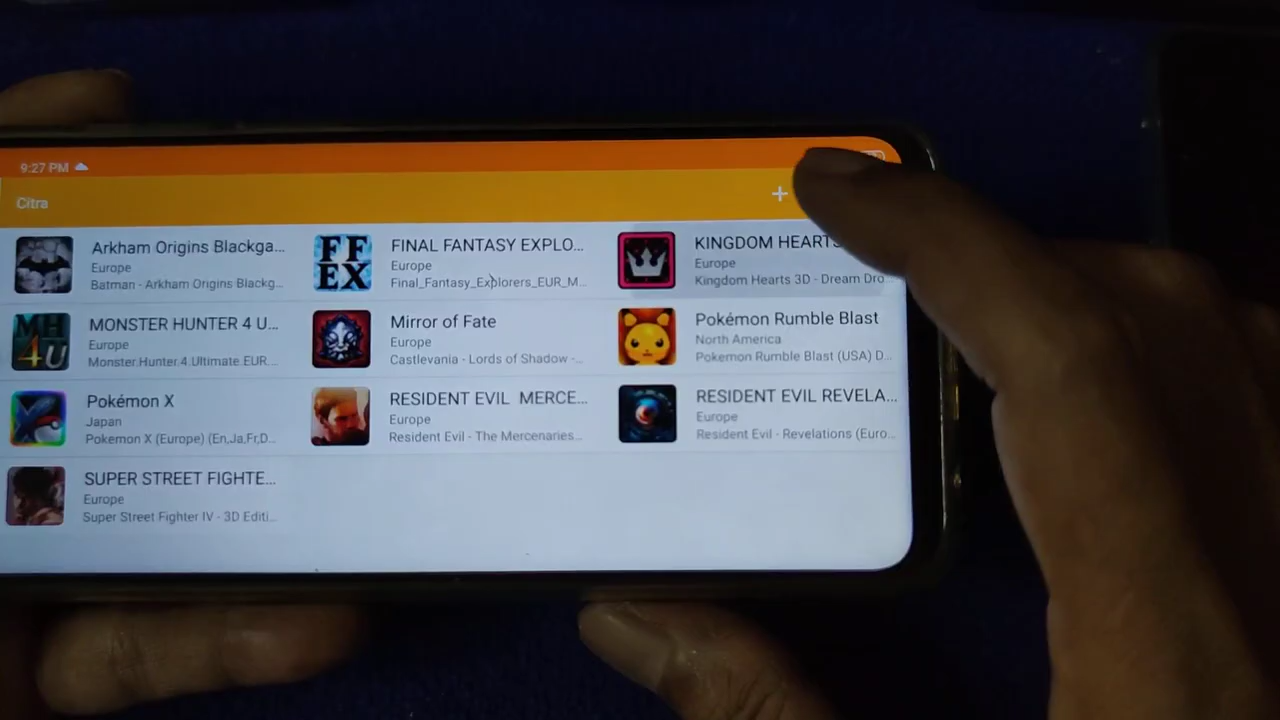 9:27 PM
Citra
+
Arkham Origins Blackga...
Europe
Batman - Arkham Origins Blackg...
FF
EX
FINAL FANTASY EXPLO...
Europe
Final_Fantasy_Explorers_EUR_M...
KINGDOM HEARTS
Europe
Kingdom Hearts 3D - Dream Dro...
MH
4U
MONSTER HUNTER 4 U...
Europe
Monster.Hunter.4.Ultimate.EUR...
Mirror of Fate
Europe
Castlevania - Lords of Shadow -...
Pokémon Rumble Blast
North America
Pokemon Rumble Blast (USA) D...
X
Pokémon X
Japan
Pokemon X (Europe) (En,Ja,Fr,D...
RESIDENT EVIL MERCE...
Europe
Resident Evil - The Mercenaries...
RESIDENT EVIL REVELA...
Europe
Resident Evil - Revelations (Euro...
SUPER STREET FIGHTE...
Europe
Super Street Fighter IV - 3D Editi...